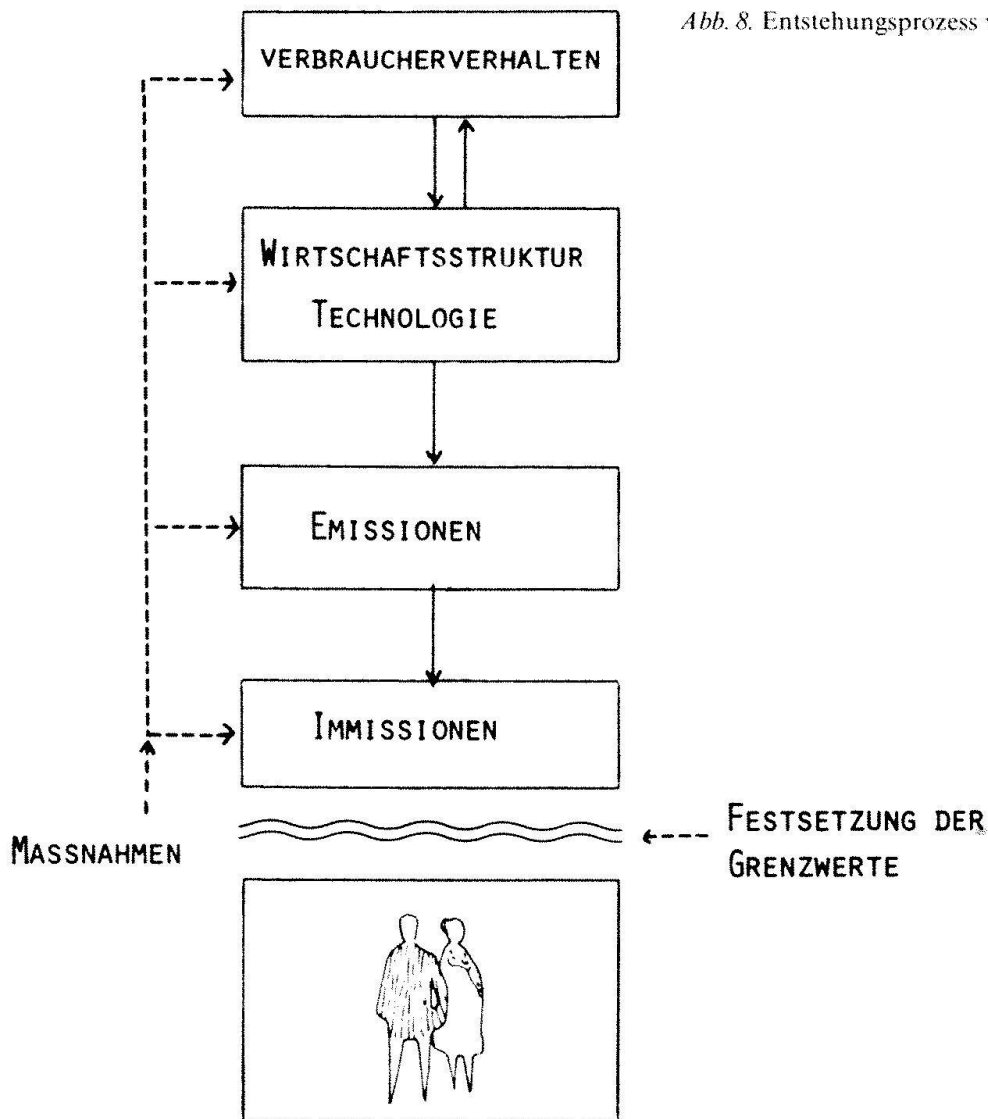 Abb. 8. Entstehungsprozess
VERBRAUCHERVERHALTEN
WIRTSCHAFTSSTRUKTUR
TECHNOLOGIE
EMISSIONEN
IMMISSIONEN
MASSNAHMEN
FESTSETZUNG DER
GRENZWERTE